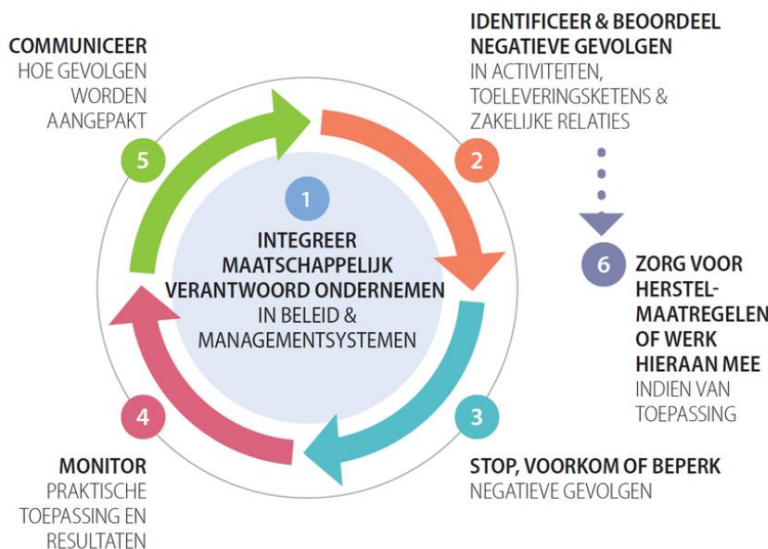 1
INTEGREER
MAATSCHAPPELIJK
VERANTWOORD ONDERNEMEN
IN BELEID &
MANAGEMENTSYSTEMEN
IDENTIFICEER & BEOORDEEL
NEGATIEVE GEVOLGEN
IN ACTIVITEITEN,
TOELEVERINGSKETENS &
ZAKELIJKE RELATIES
2
3
STOP, VOORKOM OF BEPERK
NEGATIEVE GEVOLGEN
4
MONITOR
PRAKTISCHE
TOEPASSING EN
RESULTATEN
COMMUNICEER
HOE GEVOLGEN
WORDEN
AANGEPAKT
5
6
ZORG VOOR
HERSTEL-
MAATREGELEN
OF WERK
HIERAAN MEE
INDIEN VAN
TOEPASSING